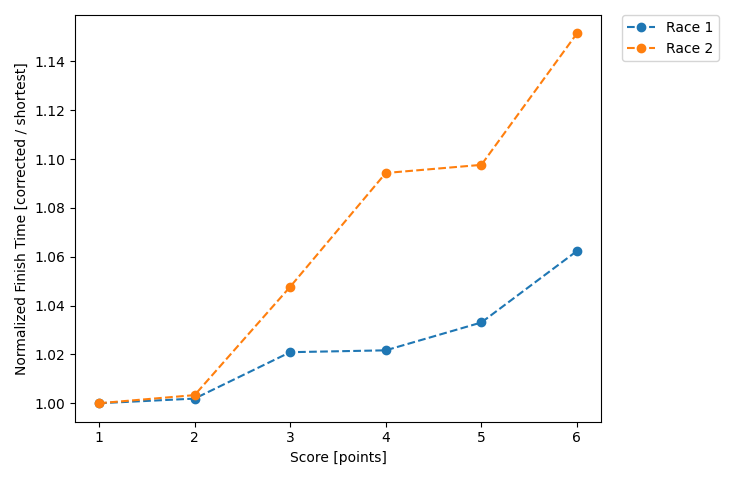 Race 1
Race 2
Normalized Finish Time [corrected / shortest]
1.14
1.12
1.10
1.08
1.06
1.04
1.02
1.00
1 2 3 4 5 6
Score [points]